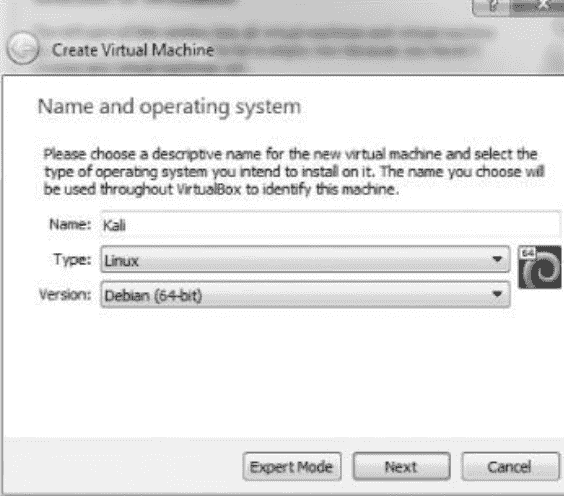 Create Virtual Machine
Name and operating system
Please choose a descriptive name for the new virtual machine and select the
type of operating system you intend to install on it. The name you choose will
be used throughout VirtualBox to identify this machine.
Name: Kali
Type: Linux
64
Version: Debian (64-bit)
Expert Mode Next Cancel